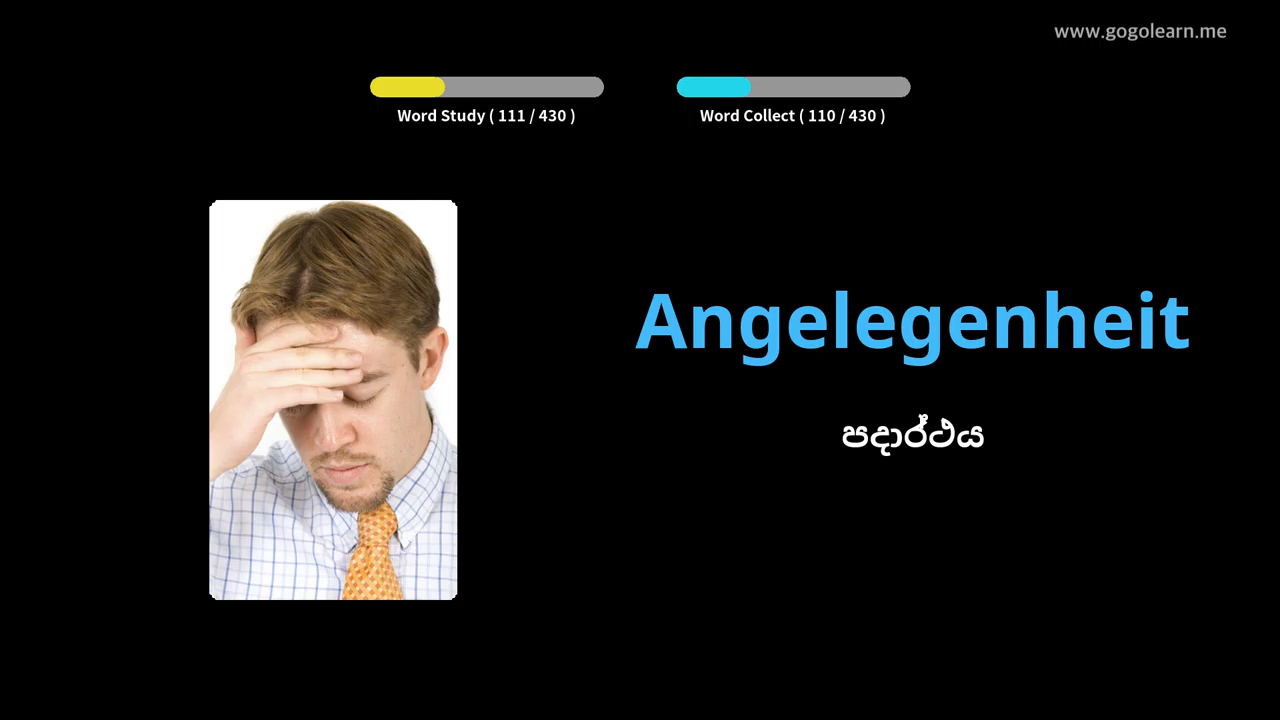 www.gogolearn.me
Word Study ( 111 / 430 )
Word Collect ( 110 / 430 )
Angelegenheit
පදාර්ථය